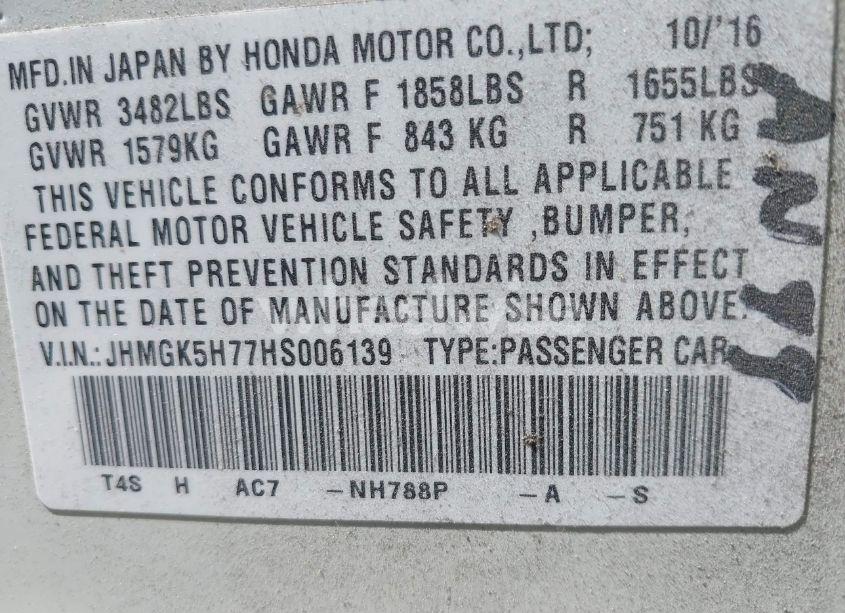 MFD.IN JAPAN BY HONDA MOTOR CO.,LTD; 10/'16
GVWR 3482LBS GAWR F 1858LBS R 1655LBS
GVWR 1579KG GAWR F 843 KG R 751 KG
THIS VEHICLE CONFORMS TO ALL APPLICABLE
FEDERAL MOTOR VEHICLE SAFETY ,BUMPER,
AND THEFT PREVENTION STANDARDS IN EFFECT
ON THE DATE OF MANUFACTURE SHOWN ABOVE.
V.I.N.:JHMGK5H77HS006139 TYPE:PASSENGER CAR
T4S H AC7 -NH788P -A -S